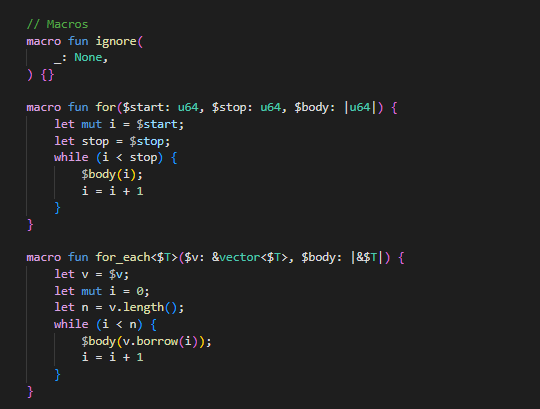 // Macros
macro fun ignore(
    _: None,
) {}

macro fun for($start: u64, $stop: u64, $body: |u64|) {
    let mut i = $start;
    let stop = $stop;
    while (i < stop) {
        $body(i);
        i = i + 1
    }
}

macro fun for_each<$T>($v: &vector<$T>, $body: |&$T|) {
    let v = $v;
    let mut i = 0;
    let n = v.length();
    while (i < n) {
        $body(v.borrow(i));
        i = i + 1
    }
}